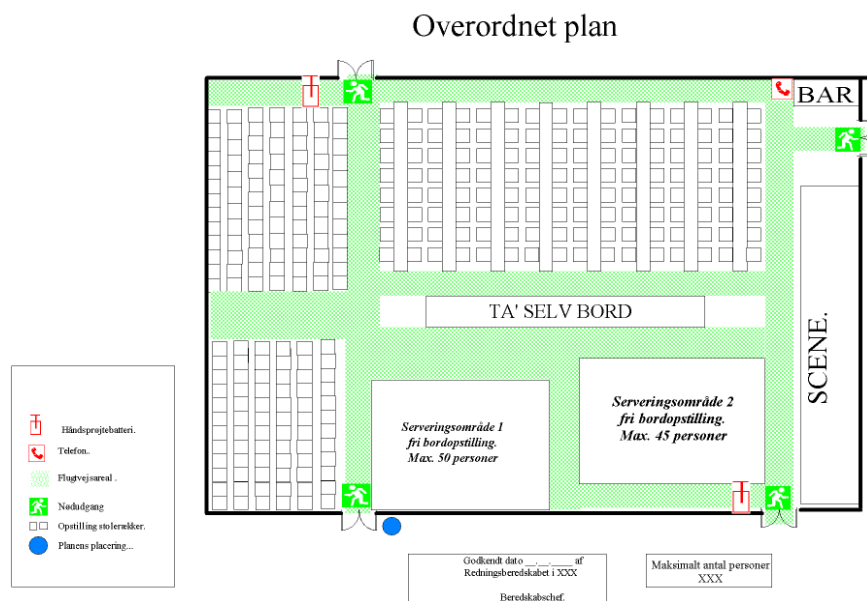 Overordnet plan
BAR
TA' SELV BORD
SCENE.
Serveringsområde 1
fri bordopstilling.
Max. 50 personer
Serveringsområde 2
fri bordopstilling.
Max. 45 personer
Håndsprøjtebatteri.
Telefon..
Flugtvejsareal .
Nødudgang
Opstilling stolerækker.
Planens placering...
Godkendt dato __.__.____ af
Redningsberedskabet i XXX
Beredskabschef.
Maksimalt antal personer
XXX